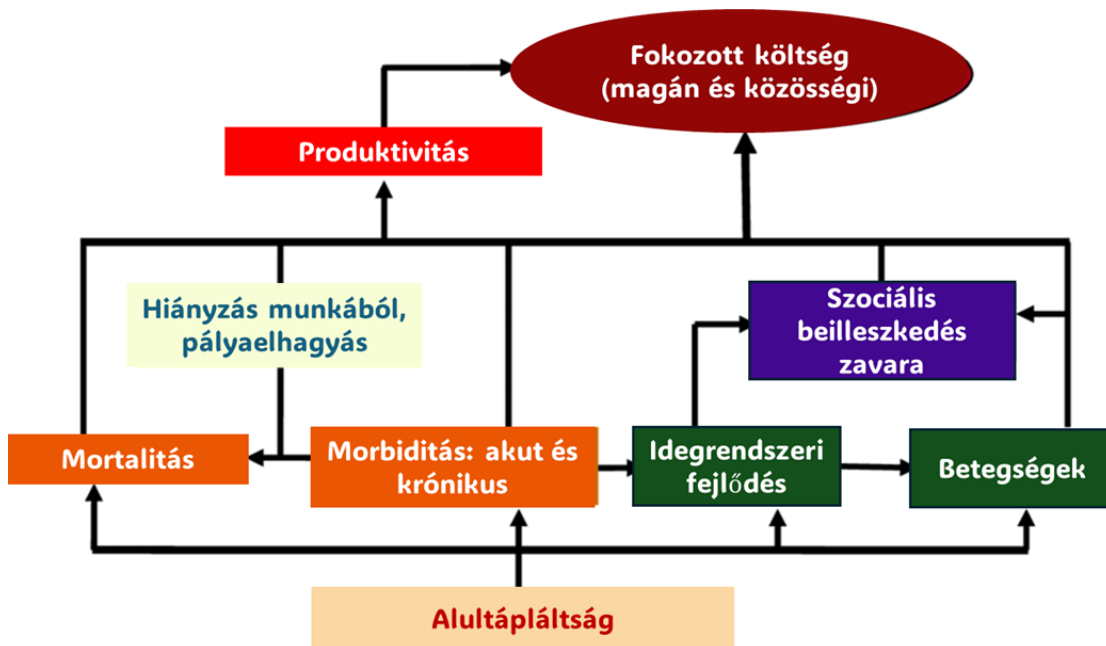 Fokozott költség
(magán és közösségi)
Produktivitás
Hiányzás munkából,
pályaelhagyás
Szociális
beilleszkedés
zavara
Mortalitás
Morbiditás: akut és
krónikus
Idegrendszeri
fejlődés
Betegségek
Alultápláltság